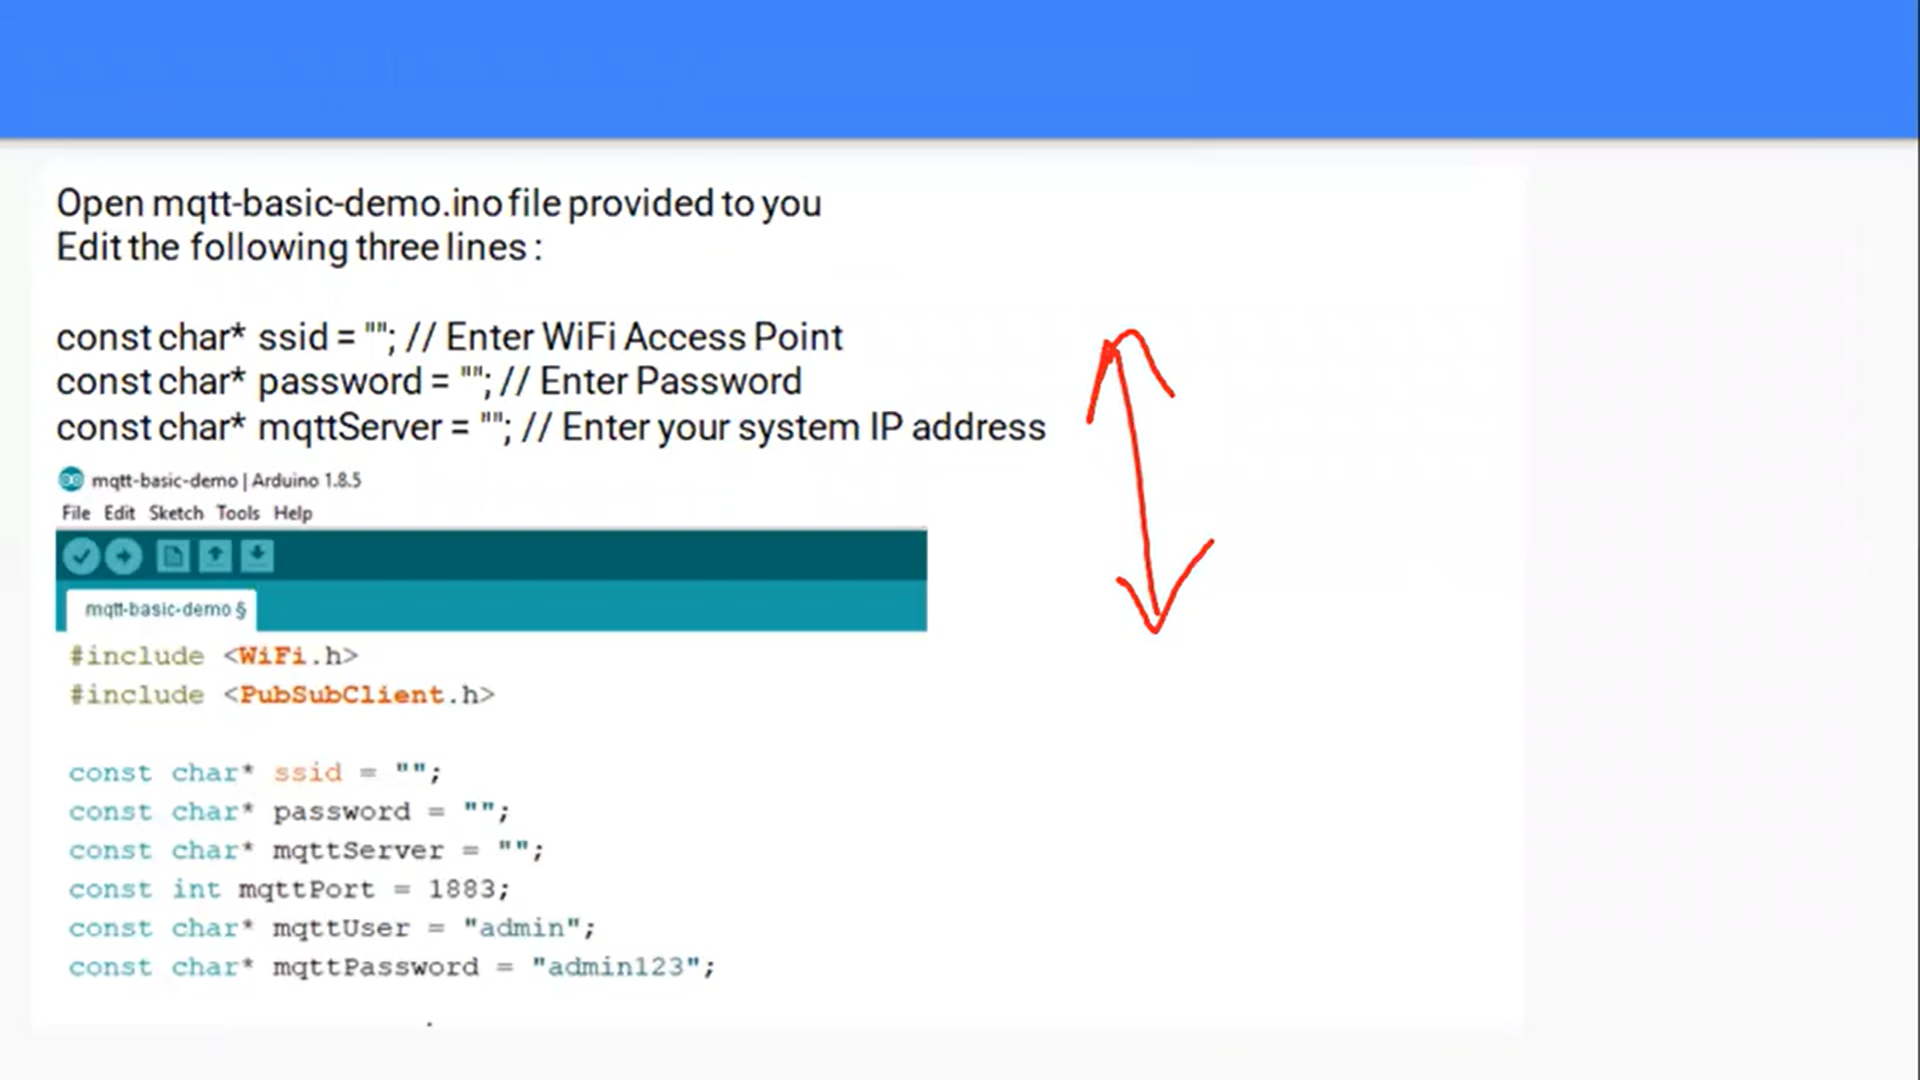 Open mqtt-basic-demo.ino file provided to you
Edit the following three lines :
const char* ssid = ""; // Enter WiFi Access Point
const char* password = ""; // Enter Password
const char* mqttServer = ""; // Enter your system IP address
mqtt-basic-demo | Arduino 1.8.5
File Edit Sketch Tools Help
mqtt-basic-demo §
#include <WiFi.h>
#include <PubSubClient.h>
const char* ssid = "";
const char* password = "";
const char* mqttServer = "";
const int mqttPort = 1883;
const char* mqttUser = "admin";
const char* mqttPassword = "admin123";